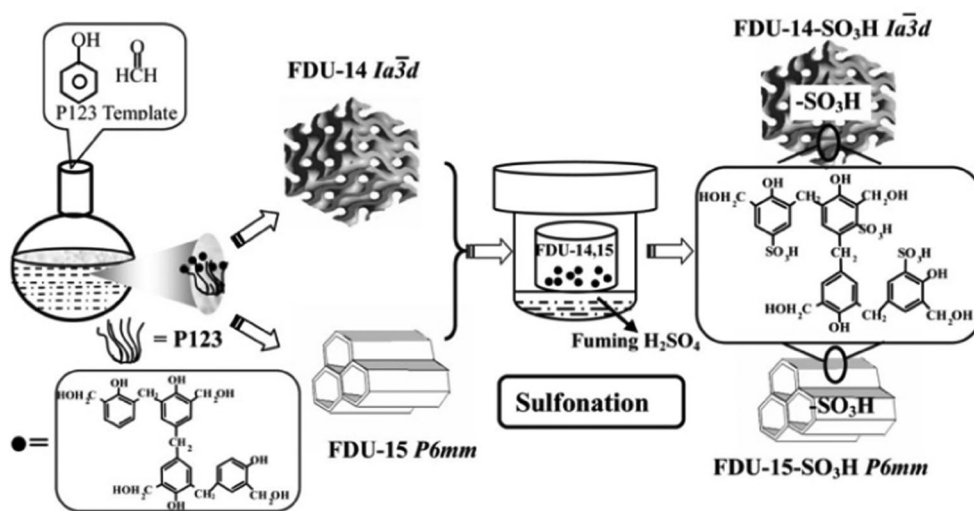 OH
O
HCH
P123 Template
= P123
FDU-14 Ia3̅d
FDU-15 P6mm
FDU-14,15
Fuming H₂SO₄
Sulfonation
FDU-14-SO₃H Ia3̅d
-SO₃H
OH
OH
HOH₂C
CH₂
CH₂OH
SO₃H
SO₃H
CH₂
SO₃H
OH
HOH₂C
CH₂
CH₂OH
OH
-SO₃H
FDU-15-SO₃H P6mm
=
OH
OH
HOH₂C
CH₂
CH₂OH
CH₂
OH
HOH₂C
CH₂
CH₂OH
OH